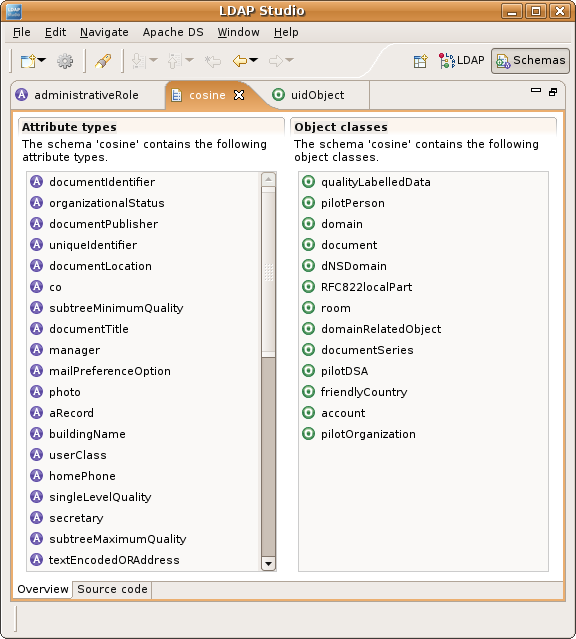 LDAP Studio
File Edit Navigate Apache DS Window Help
LDAP Schemas
administrativeRole cosine uidObject
Attribute types
The schema 'cosine' contains the following
attribute types.
documentIdentifier
organizationalStatus
documentPublisher
uniqueIdentifier
documentLocation
co
subtreeMinimumQuality
documentTitle
manager
mailPreferenceOption
photo
aRecord
buildingName
userClass
homePhone
singleLevelQuality
secretary
subtreeMaximumQuality
textEncodedORAddress
Object classes
The schema 'cosine' contains the following
object classes.
qualityLabelledData
pilotPerson
domain
document
dNSDomain
RFC822localPart
room
domainRelatedObject
documentSeries
pilotDSA
friendlyCountry
account
pilotOrganization
Overview Source code